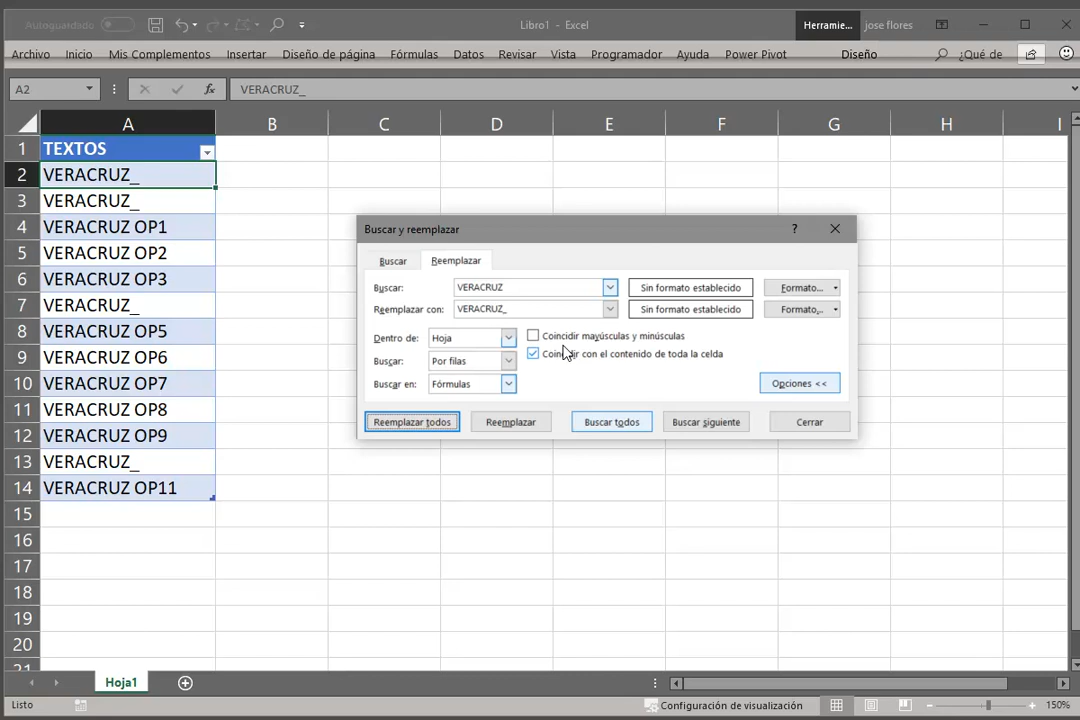 Autoguardado
Libro1 - Excel
Herramie...
jose flores
Archivo Inicio Mis Complementos Insertar Diseño de página Fórmulas Datos Revisar Vista Programador Ayuda Power Pivot Diseño ¿Qué de
A2
fx
VERACRUZ_
A B C D E F G H I
1 TEXTOS
2 VERACRUZ_
3 VERACRUZ_
4 VERACRUZ OP1
5 VERACRUZ OP2
6 VERACRUZ OP3
7 VERACRUZ_
8 VERACRUZ OP5
9 VERACRUZ OP6
10 VERACRUZ OP7
11 VERACRUZ OP8
12 VERACRUZ OP9
13 VERACRUZ_
14 VERACRUZ OP11
15
16
17
18
19
20
21
Buscar y reemplazar ?
Buscar Reemplazar
Buscar: VERACRUZ Sin formato establecido Formato...
Reemplazar con: VERACRUZ_ Sin formato establecido Formato...
Dentro de: Hoja Coincidir mayúsculas y minúsculas
Buscar: Por filas Coincidir con el contenido de toda la celda
Buscar en: Fórmulas Opciones <<
Reemplazar todos Reemplazar Buscar todos Buscar siguiente Cerrar
Hoja1
Listo
Configuración de visualización
150%